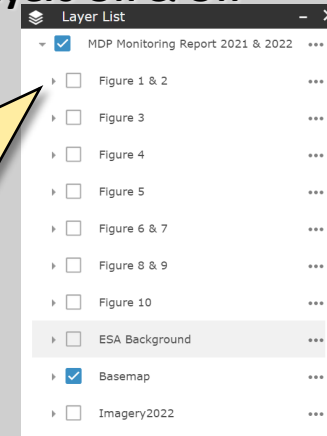 Layer List
MDP Monitoring Report 2021 & 2022
Figure 1 & 2
Figure 3
Figure 4
Figure 5
Figure 6 & 7
Figure 8 & 9
Figure 10
ESA Background
Basemap
Imagery2022